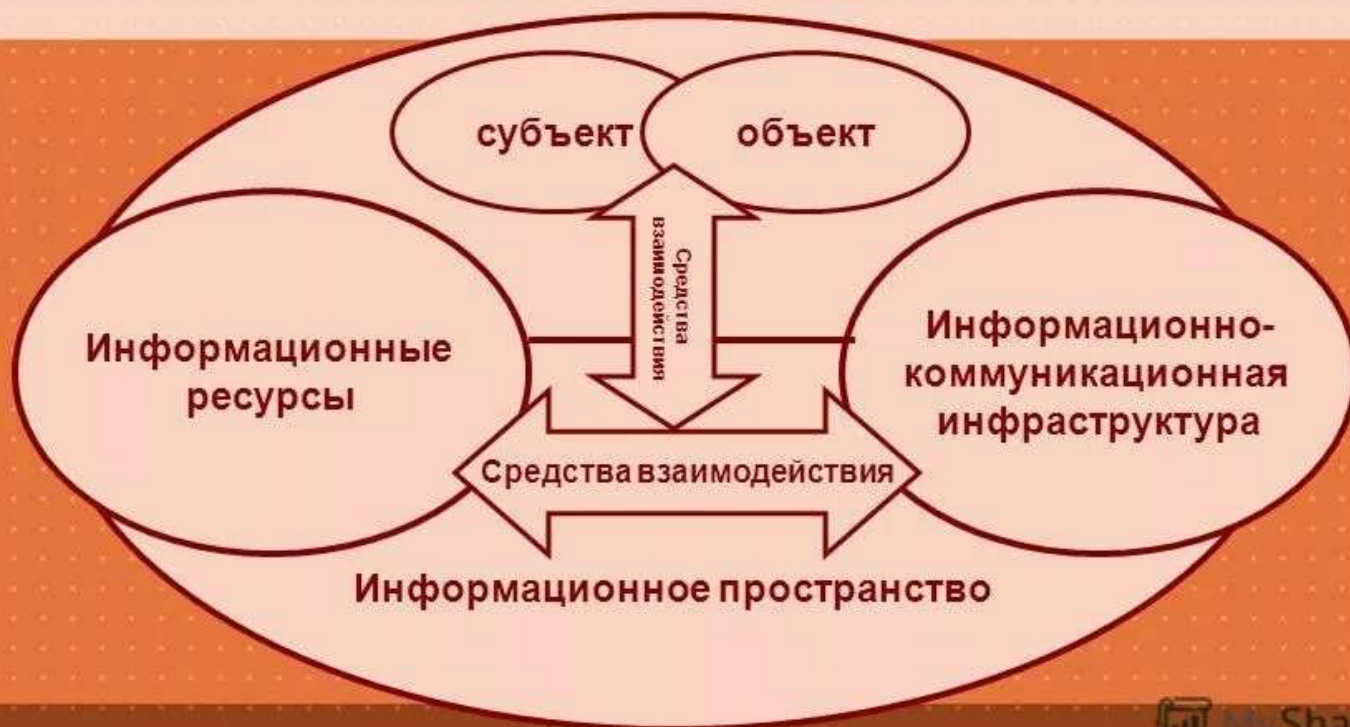 субъект
объект
Средства
взаимодействия
Информационные
ресурсы
Информационно-
коммуникационная
инфраструктура
Средства взаимодействия
Информационное пространство